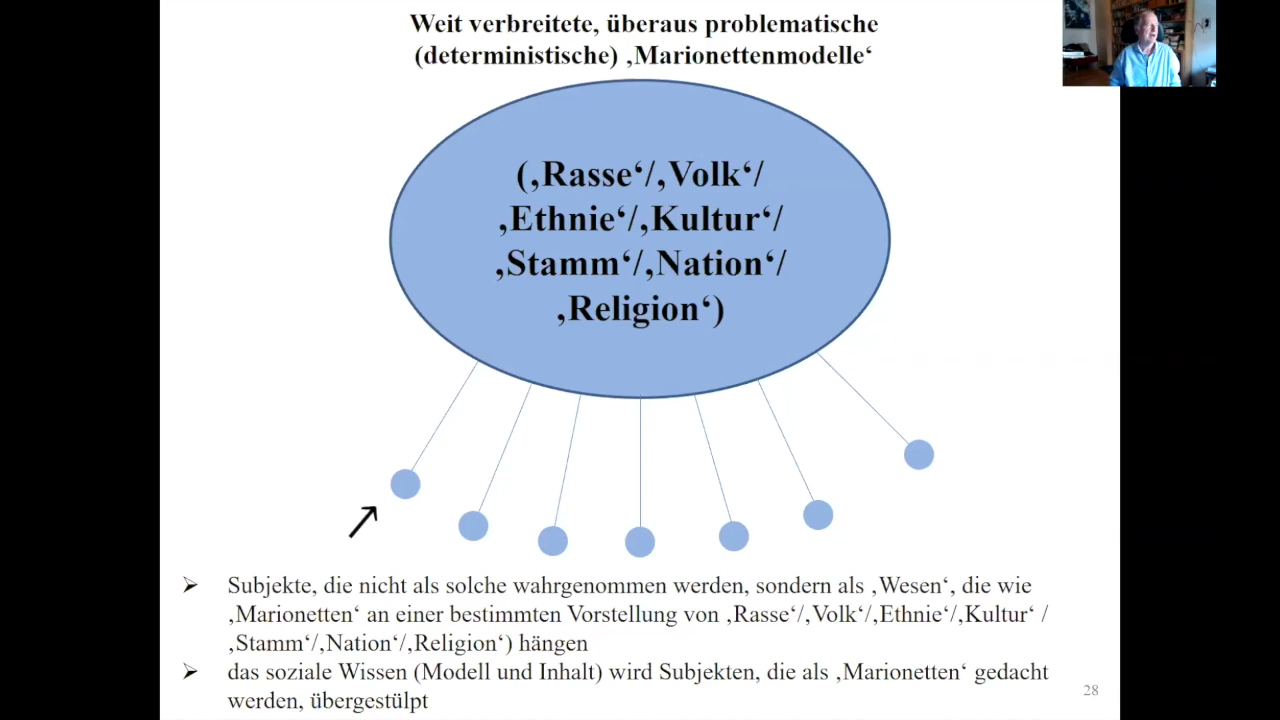 Weit verbreitete, überaus problematische
(deterministische) ‚Marionettenmodelle‘
(‚Rasse‘/‚Volk‘/
‚Ethnie‘/‚Kultur‘/
‚Stamm‘/‚Nation‘/
‚Religion‘)
➢ Subjekte, die nicht als solche wahrgenommen werden, sondern als ‚Wesen‘, die wie
‚Marionetten‘ an einer bestimmten Vorstellung von ‚Rasse‘/‚Volk‘/‚Ethnie‘/‚Kultur‘ /
‚Stamm‘/‚Nation‘/‚Religion‘) hängen
➢ das soziale Wissen (Modell und Inhalt) wird Subjekten, die als ‚Marionetten‘ gedacht
werden, übergestülpt
28